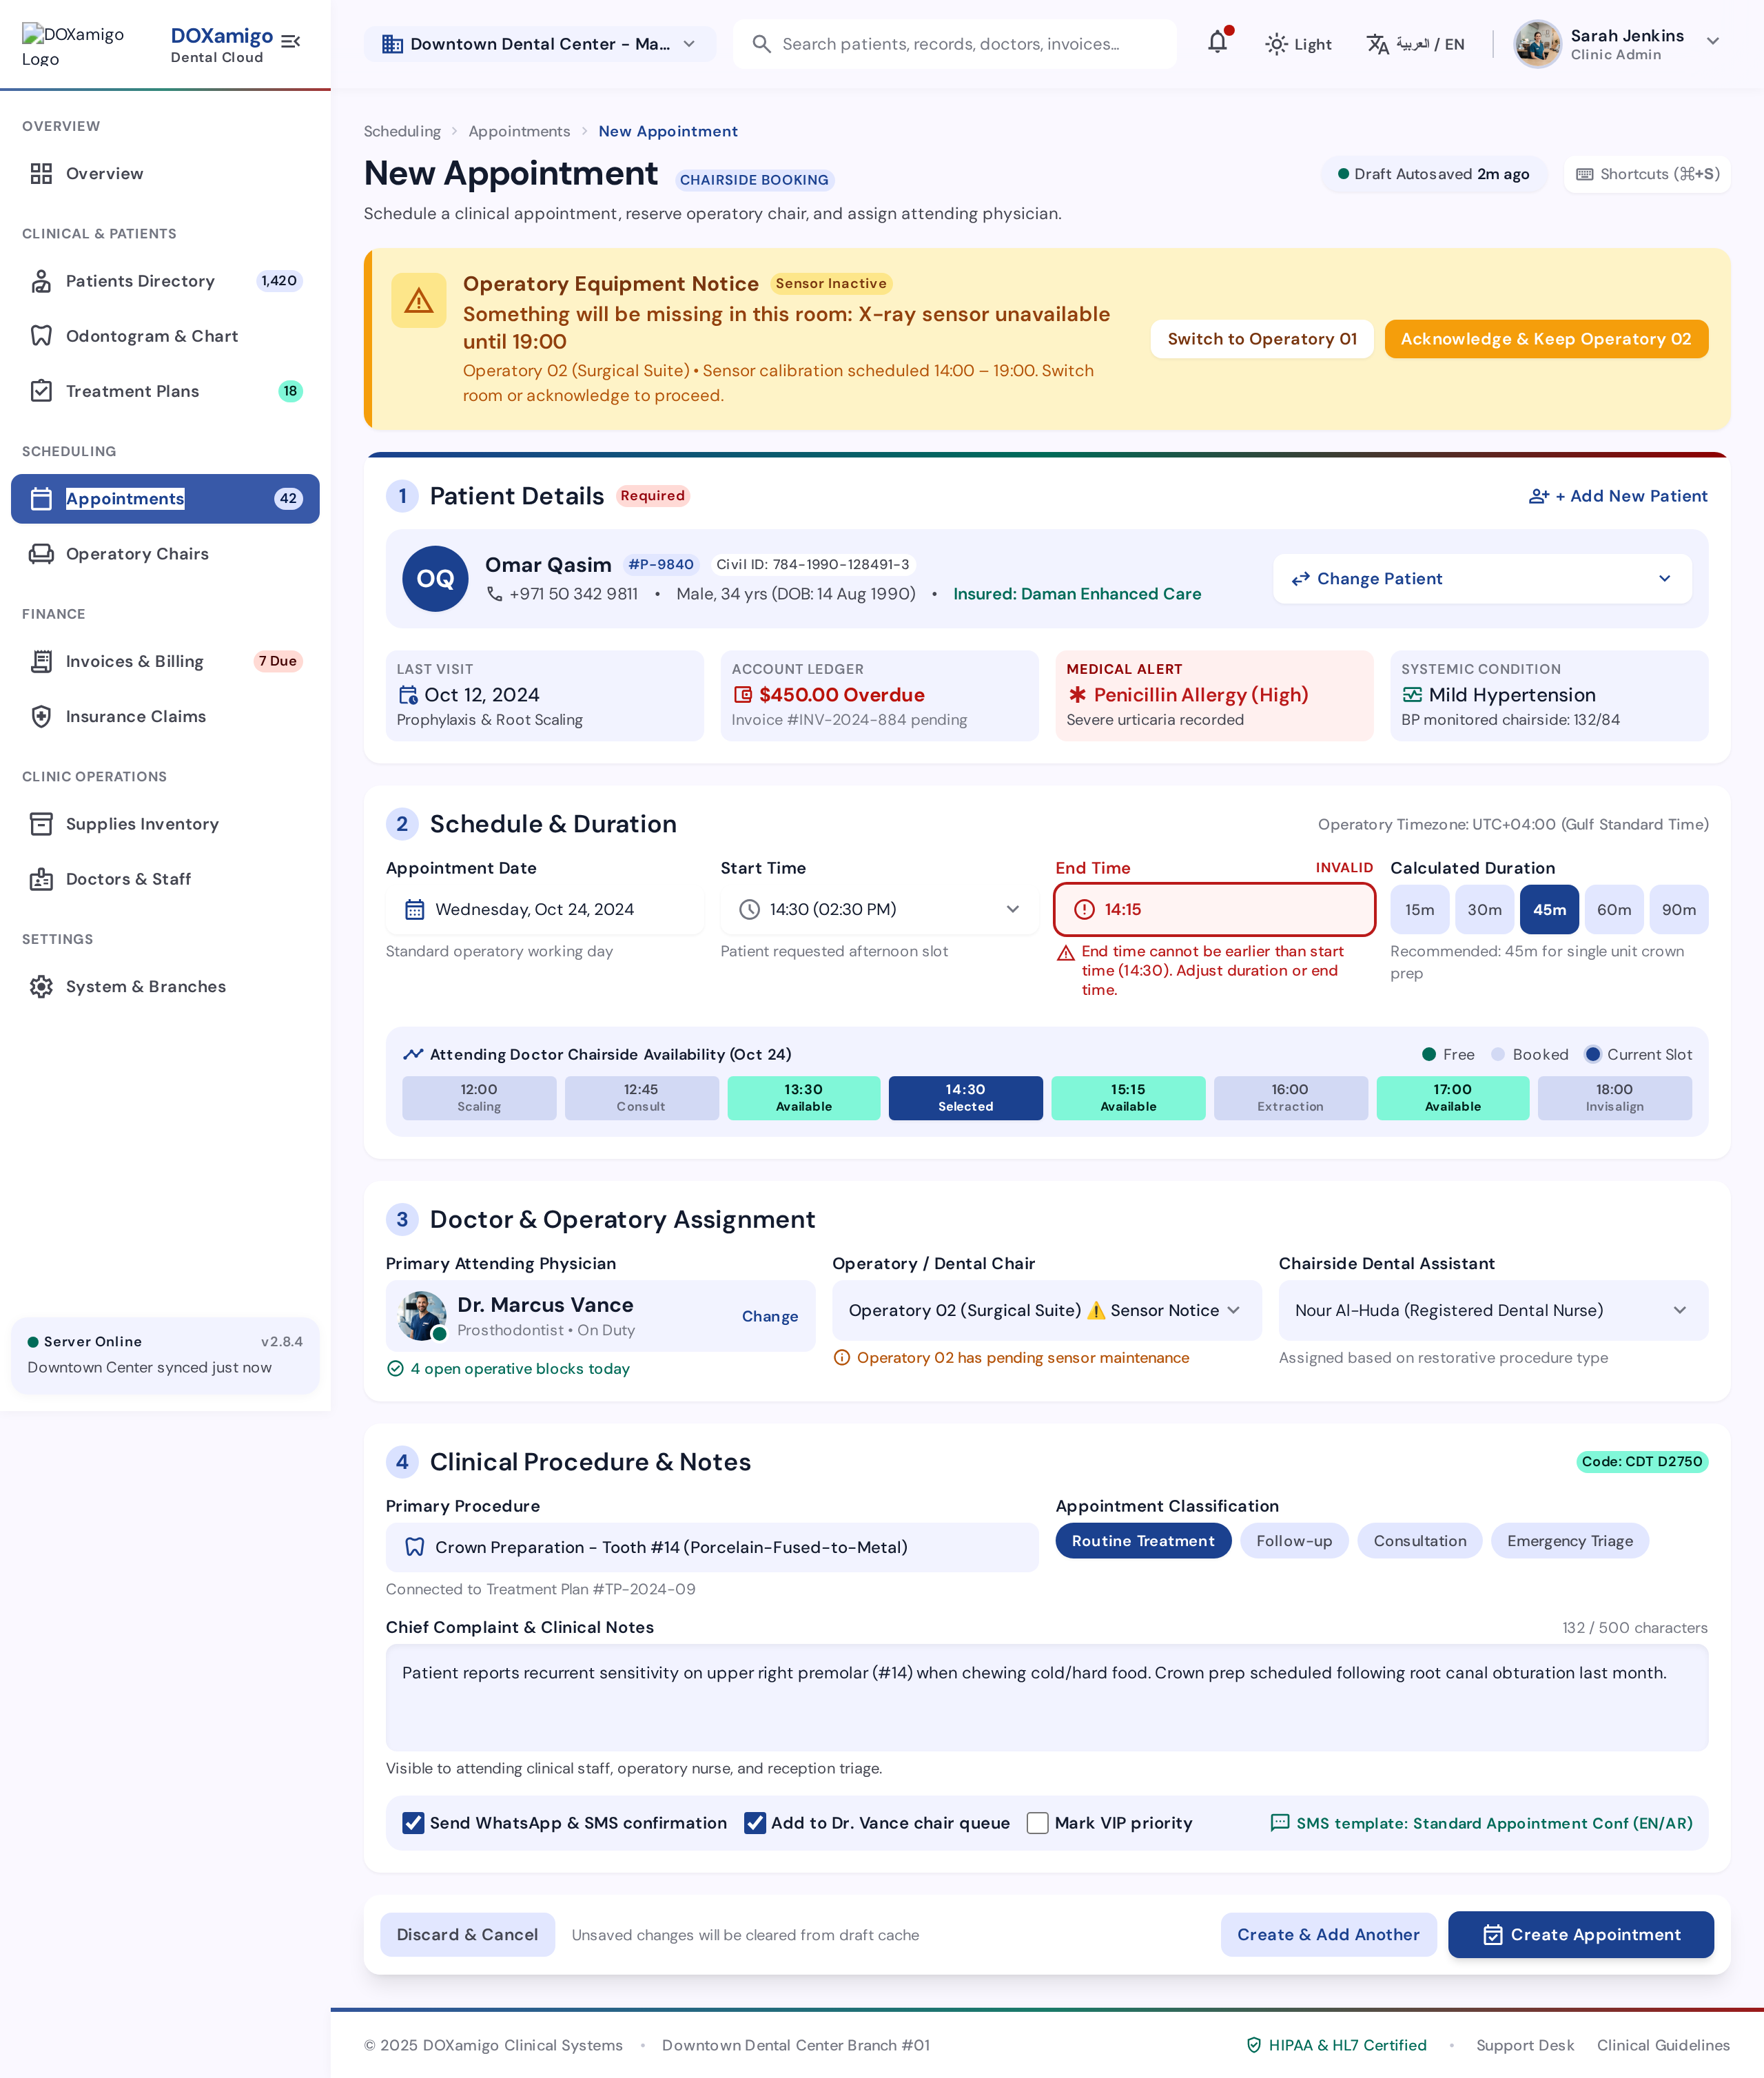 DOXamigo Logo
DOXamigo
Dental Cloud
Downtown Dental Center - Ma...
Search patients, records, doctors, invoices...
Light
العربية / EN
Sarah Jenkins
Clinic Admin
OVERVIEW
Overview
CLINICAL & PATIENTS
Patients Directory 1,420
Odontogram & Chart
Treatment Plans 18
SCHEDULING
Appointments 42
Operatory Chairs
FINANCE
Invoices & Billing 7 Due
Insurance Claims
CLINIC OPERATIONS
Supplies Inventory
Doctors & Staff
SETTINGS
System & Branches
Server Online v2.8.4
Downtown Center synced just now
Scheduling > Appointments > New Appointment
New Appointment CHAIRSIDE BOOKING
Draft Autosaved 2m ago
Shortcuts (⌘+S)
Schedule a clinical appointment, reserve operatory chair, and assign attending physician.
Operatory Equipment Notice Sensor Inactive
Something will be missing in this room: X-ray sensor unavailable
until 19:00
Operatory 02 (Surgical Suite) • Sensor calibration scheduled 14:00 – 19:00. Switch
room or acknowledge to proceed.
Switch to Operatory 01
Acknowledge & Keep Operatory 02
1 Patient Details Required
+ Add New Patient
OQ
Omar Qasim #P-9840 Civil ID: 784-1990-128491-3
+971 50 342 9811 • Male, 34 yrs (DOB: 14 Aug 1990) • Insured: Daman Enhanced Care
Change Patient
LAST VISIT
Oct 12, 2024
Prophylaxis & Root Scaling
ACCOUNT LEDGER
$450.00 Overdue
Invoice #INV-2024-884 pending
MEDICAL ALERT
Penicillin Allergy (High)
Severe urticaria recorded
SYSTEMIC CONDITION
Mild Hypertension
BP monitored chairside: 132/84
2 Schedule & Duration
Operatory Timezone: UTC+04:00 (Gulf Standard Time)
Appointment Date
Wednesday, Oct 24, 2024
Standard operatory working day
Start Time
14:30 (02:30 PM)
Patient requested afternoon slot
End Time INVALID
14:15
End time cannot be earlier than start
time (14:30). Adjust duration or end
time.
Calculated Duration
15m 30m 45m 60m 90m
Recommended: 45m for single unit crown
prep
Attending Doctor Chairside Availability (Oct 24)
Free Booked Current Slot
12:00 12:45 13:30 14:30 15:15 16:00 17:00 18:00
Scaling Consult Available Selected Available Extraction Available Invisalign
3 Doctor & Operatory Assignment
Primary Attending Physician
Dr. Marcus Vance
Prosthodontist • On Duty
Change
4 open operative blocks today
Operatory / Dental Chair
Operatory 02 (Surgical Suite) ⚠️ Sensor Notice
Operatory 02 has pending sensor maintenance
Chairside Dental Assistant
Nour Al-Huda (Registered Dental Nurse)
Assigned based on restorative procedure type
4 Clinical Procedure & Notes
Code: CDT D2750
Primary Procedure
Crown Preparation - Tooth #14 (Porcelain-Fused-to-Metal)
Connected to Treatment Plan #TP-2024-09
Appointment Classification
Routine Treatment Follow-up Consultation Emergency Triage
Chief Complaint & Clinical Notes
132 / 500 characters
Patient reports recurrent sensitivity on upper right premolar (#14) when chewing cold/hard food. Crown prep scheduled following root canal obturation last month.
Visible to attending clinical staff, operatory nurse, and reception triage.
Send WhatsApp & SMS confirmation Add to Dr. Vance chair queue Mark VIP priority
SMS template: Standard Appointment Conf (EN/AR)
Discard & Cancel
Unsaved changes will be cleared from draft cache
Create & Add Another
Create Appointment
© 2025 DOXamigo Clinical Systems • Downtown Dental Center Branch #01
HIPAA & HL7 Certified • Support Desk Clinical Guidelines